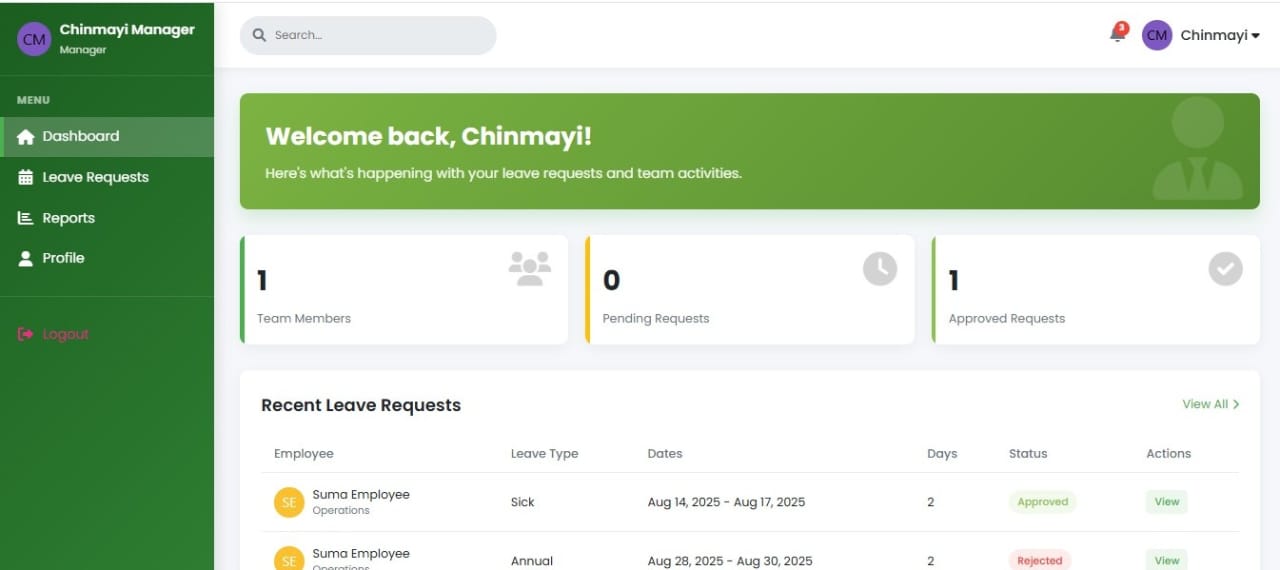 CM Chinmayi Manager
Manager
MENU
Dashboard
Leave Requests
Reports
Profile
Logout
Search...
3
CM Chinmayi
Welcome back, Chinmayi!
Here's what's happening with your leave requests and team activities.
1
Team Members
0
Pending Requests
1
Approved Requests
Recent Leave Requests
View All
Employee Leave Type Dates Days Status Actions
SE Suma Employee Sick Aug 14, 2025 - Aug 17, 2025 2 Approved View
Operations
SE Suma Employee Annual Aug 28, 2025 - Aug 30, 2025 2 Rejected View
Operations